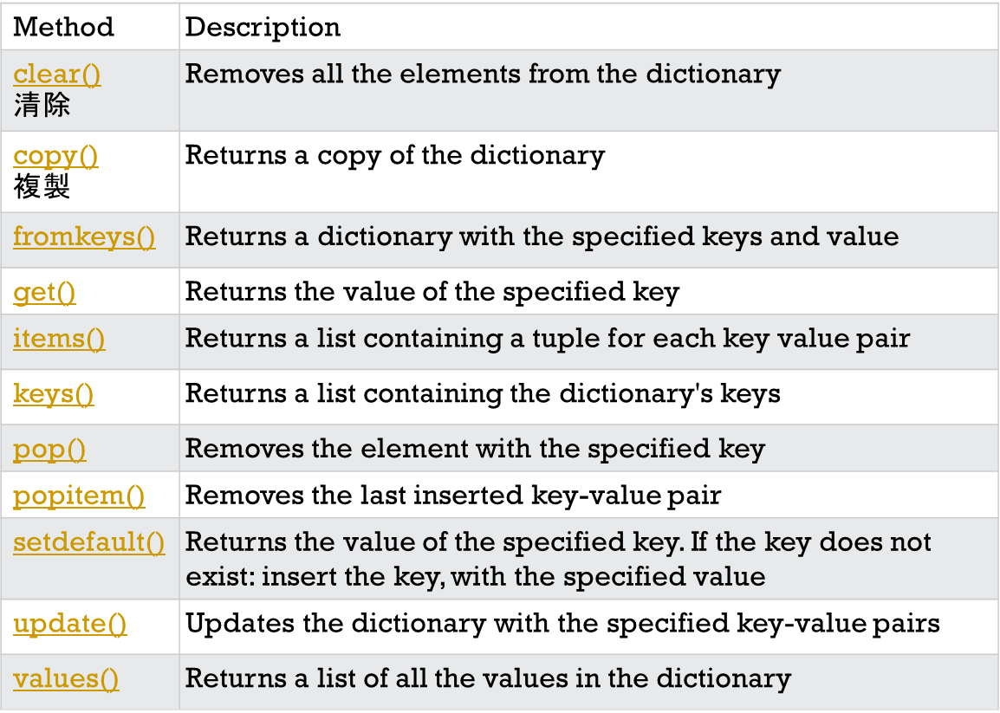 Method Description
clear() Removes all the elements from the dictionary
清除
copy() Returns a copy of the dictionary
複製
fromkeys() Returns a dictionary with the specified keys and value
get() Returns the value of the specified key
items() Returns a list containing a tuple for each key value pair
keys() Returns a list containing the dictionary's keys
pop() Removes the element with the specified key
popitem() Removes the last inserted key-value pair
setdefault() Returns the value of the specified key. If the key does not
exist: insert the key, with the specified value
update() Updates the dictionary with the specified key-value pairs
values() Returns a list of all the values in the dictionary